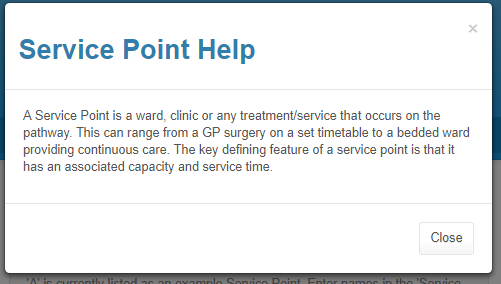 ×
Service Point Help
A Service Point is a ward, clinic or any treatment/service that occurs on the
pathway. This can range from a GP surgery on a set timetable to a bedded ward
providing continuous care. The key defining feature of a service point is that it
has an associated capacity and service time.
Close
'A' is currently listed as an example Service Point. Enter names in the 'Service